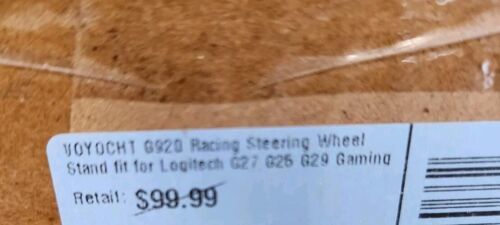 VOYOCHT G920 Racing Steering Wheel
Stand fit for Logitech G27 G25 G29 Gaming
Retail: $99.99